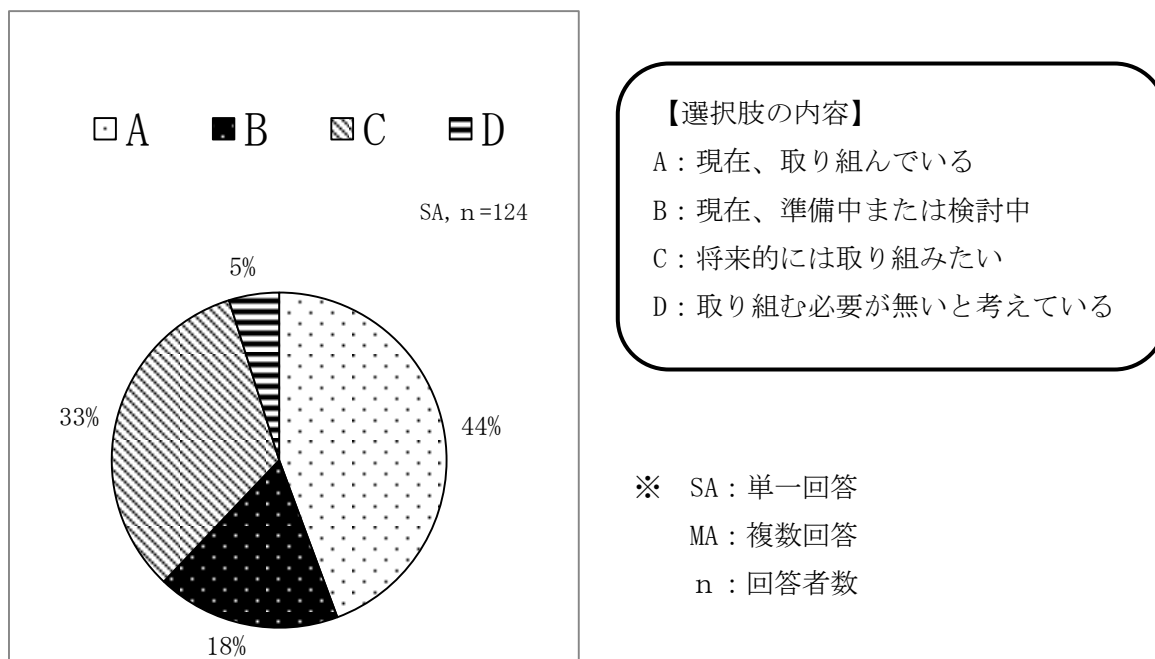 A B C D
SA, n=124
5%
33%
44%
18%
【選択肢の内容】
A：現在、取り組んでいる
B：現在、準備中または検討中
C：将来的には取り組みたい
D：取り組む必要が無いと考えている
※ SA：単一回答
MA：複数回答
n：回答者数